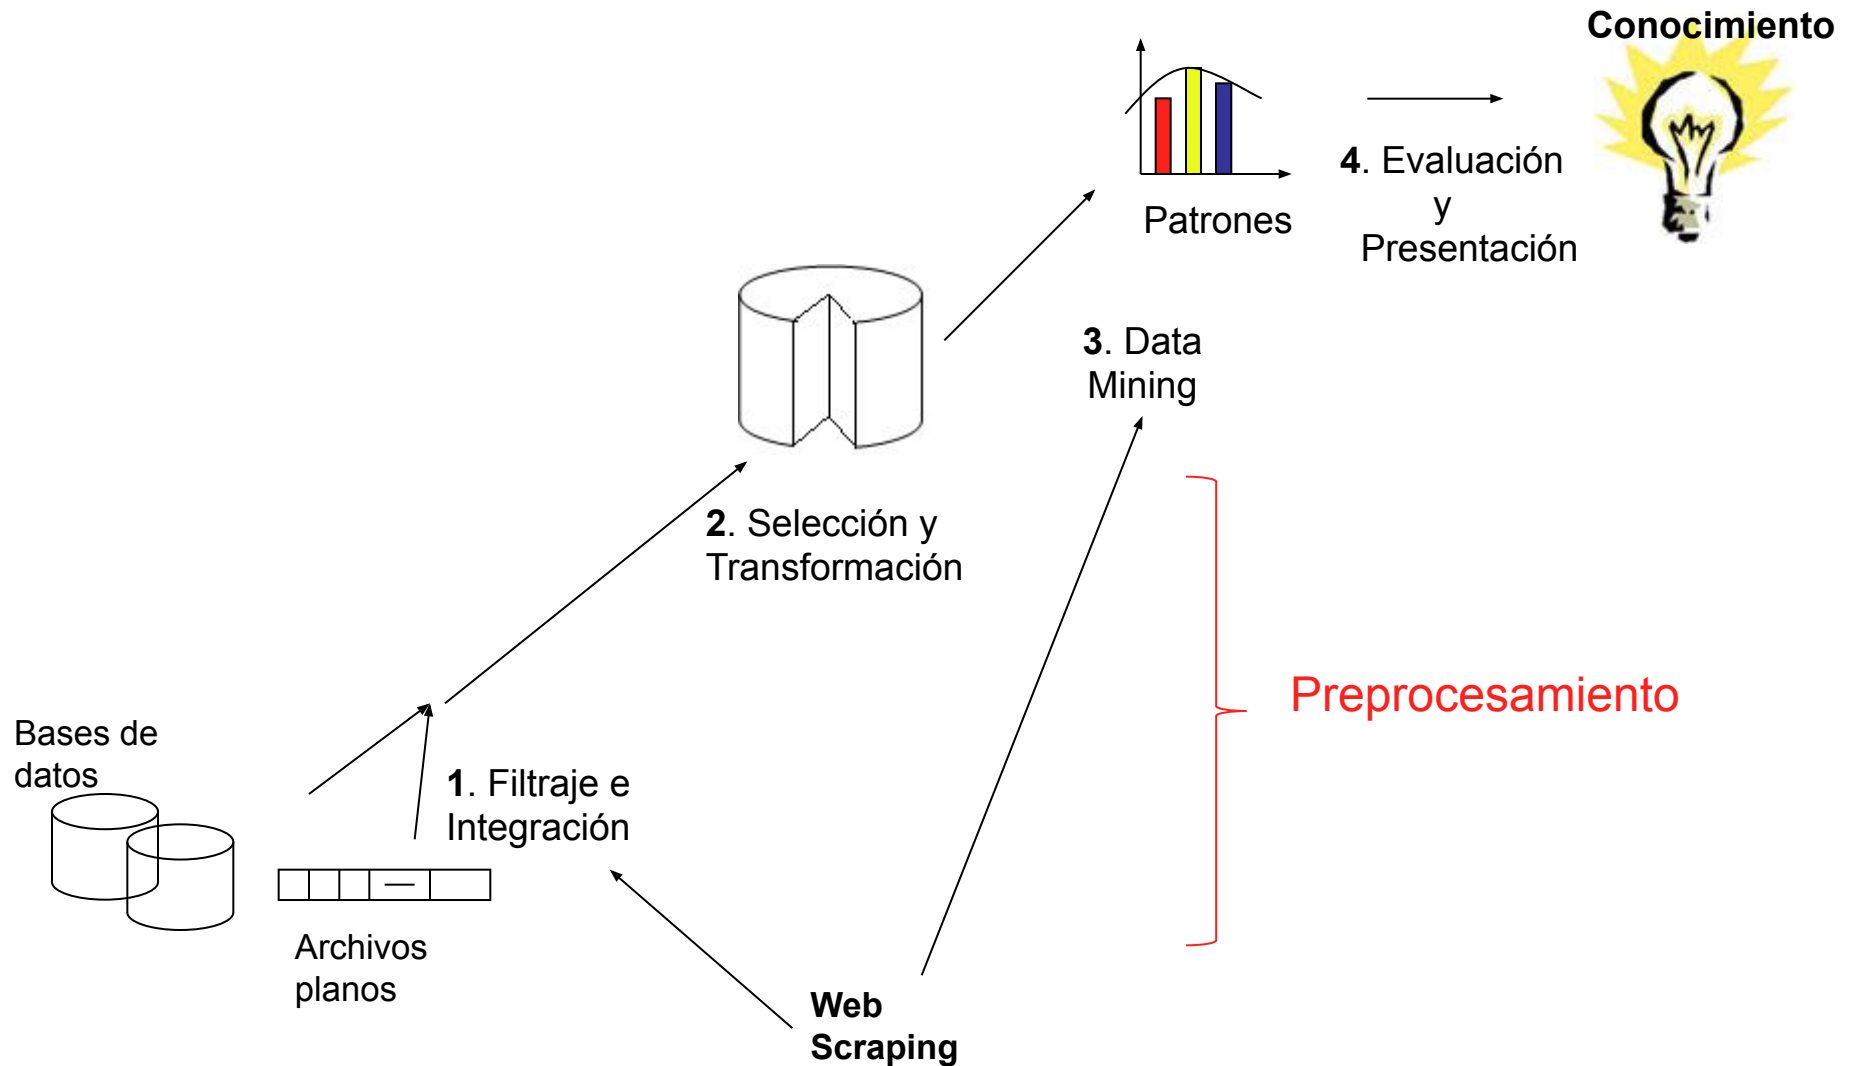 Conocimiento
4. Evaluación
y
Presentación
Patrones
3. Data
Mining
2. Selección y
Transformación
Preprocesamiento
Bases de
datos
1. Filtraje e
Integración
Archivos
planos
Web
Scraping